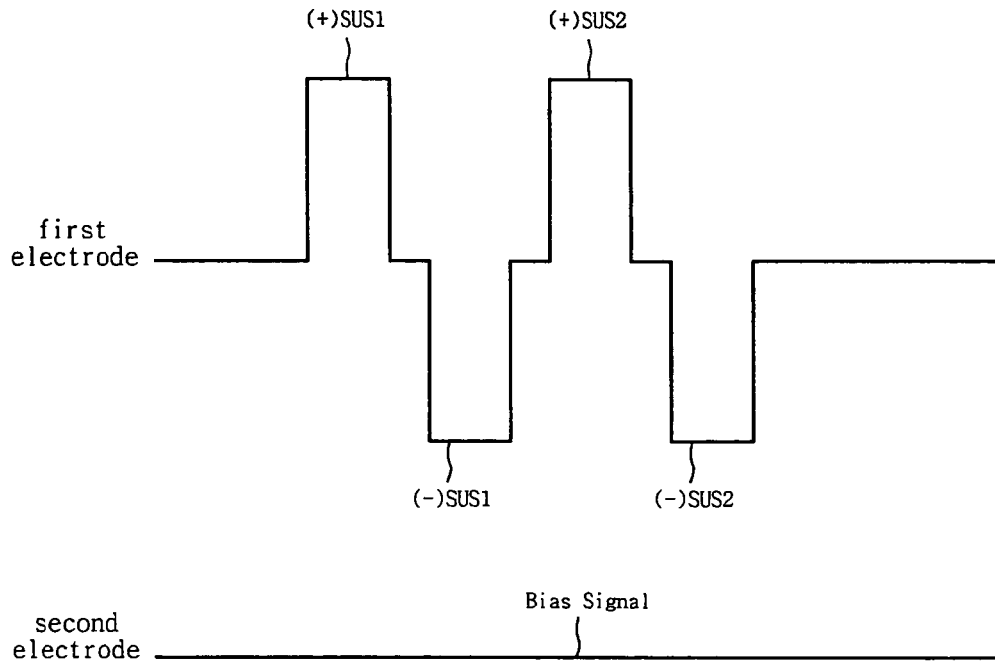 (+)SUS1
(+)SUS2
first
electrode
(-)SUS1
(-)SUS2
Bias Signal
second
electrode